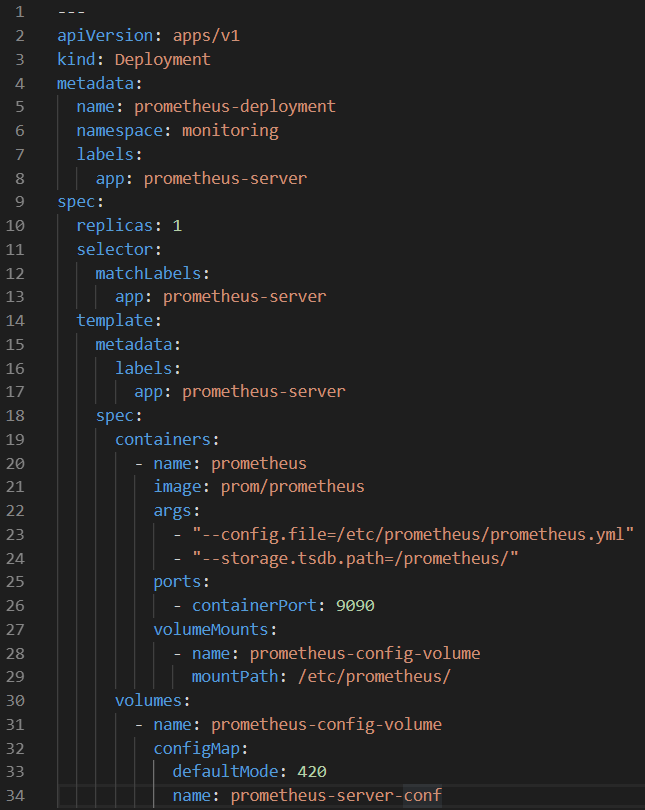 1 ---
2 apiVersion: apps/v1
3 kind: Deployment
4 metadata:
5   name: prometheus-deployment
6   namespace: monitoring
7   labels:
8     app: prometheus-server
9 spec:
10   replicas: 1
11   selector:
12     matchLabels:
13       app: prometheus-server
14   template:
15     metadata:
16       labels:
17         app: prometheus-server
18     spec:
19       containers:
20         - name: prometheus
21           image: prom/prometheus
22           args:
23             - "--config.file=/etc/prometheus/prometheus.yml"
24             - "--storage.tsdb.path=/prometheus/"
25           ports:
26             - containerPort: 9090
27           volumeMounts:
28             - name: prometheus-config-volume
29               mountPath: /etc/prometheus/
30       volumes:
31         - name: prometheus-config-volume
32           configMap:
33             defaultMode: 420
34             name: prometheus-server-conf